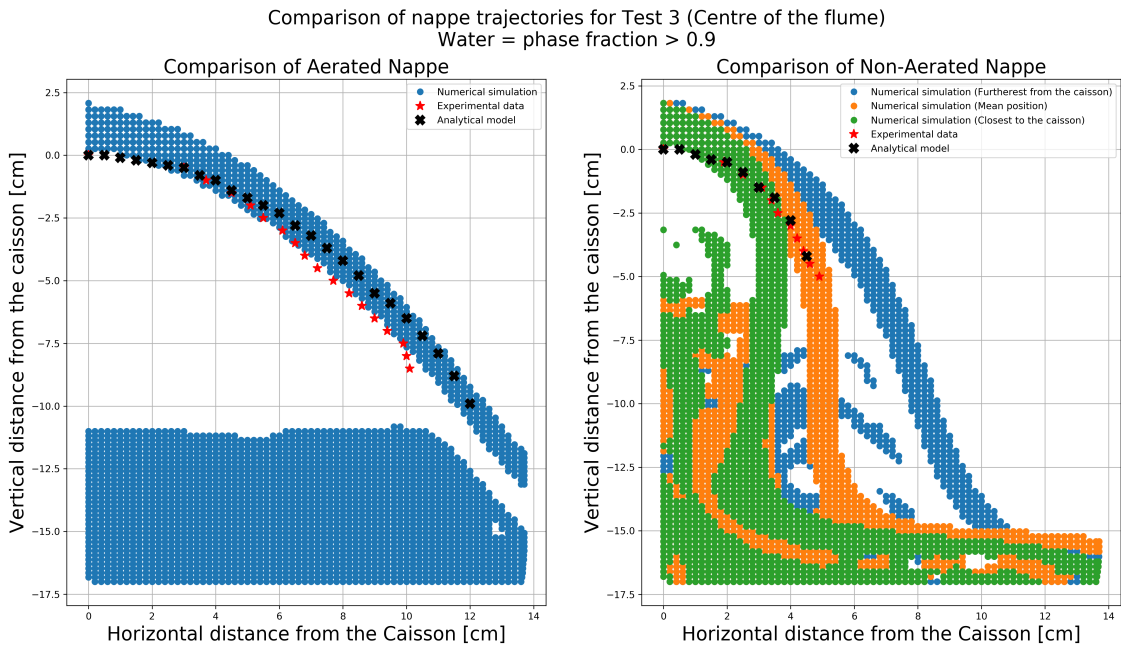 Comparison of nappe trajectories for Test 3 (Centre of the flume)
Water = phase fraction > 0.9
Comparison of Aerated Nappe
Numerical simulation
Experimental data
Analytical model
2.5
0.0
−2.5
−5.0
−7.5
−10.0
−12.5
−15.0
−17.5
Vertical distance from the caisson [cm]
0 2 4 6 8 10 12 14
Horizontal distance from the Caisson [cm]
Comparison of Non-Aerated Nappe
Numerical simulation (Furtherest from the caisson)
Numerical simulation (Mean position)
Numerical simulation (Closest to the caisson)
Experimental data
Analytical model
2.5
0.0
−2.5
−5.0
−7.5
−10.0
−12.5
−15.0
−17.5
Vertical distance from the caisson [cm]
0 2 4 6 8 10 12 14
Horizontal distance from the Caisson [cm]